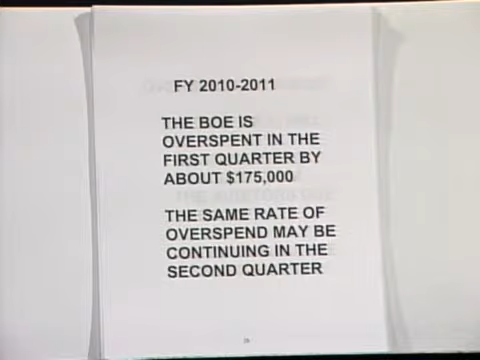 FY 2010-2011
THE BOE IS
OVERSPENT IN THE
FIRST QUARTER BY
ABOUT $175,000
THE SAME RATE OF
OVERSPEND MAY BE
CONTINUING IN THE
SECOND QUARTER